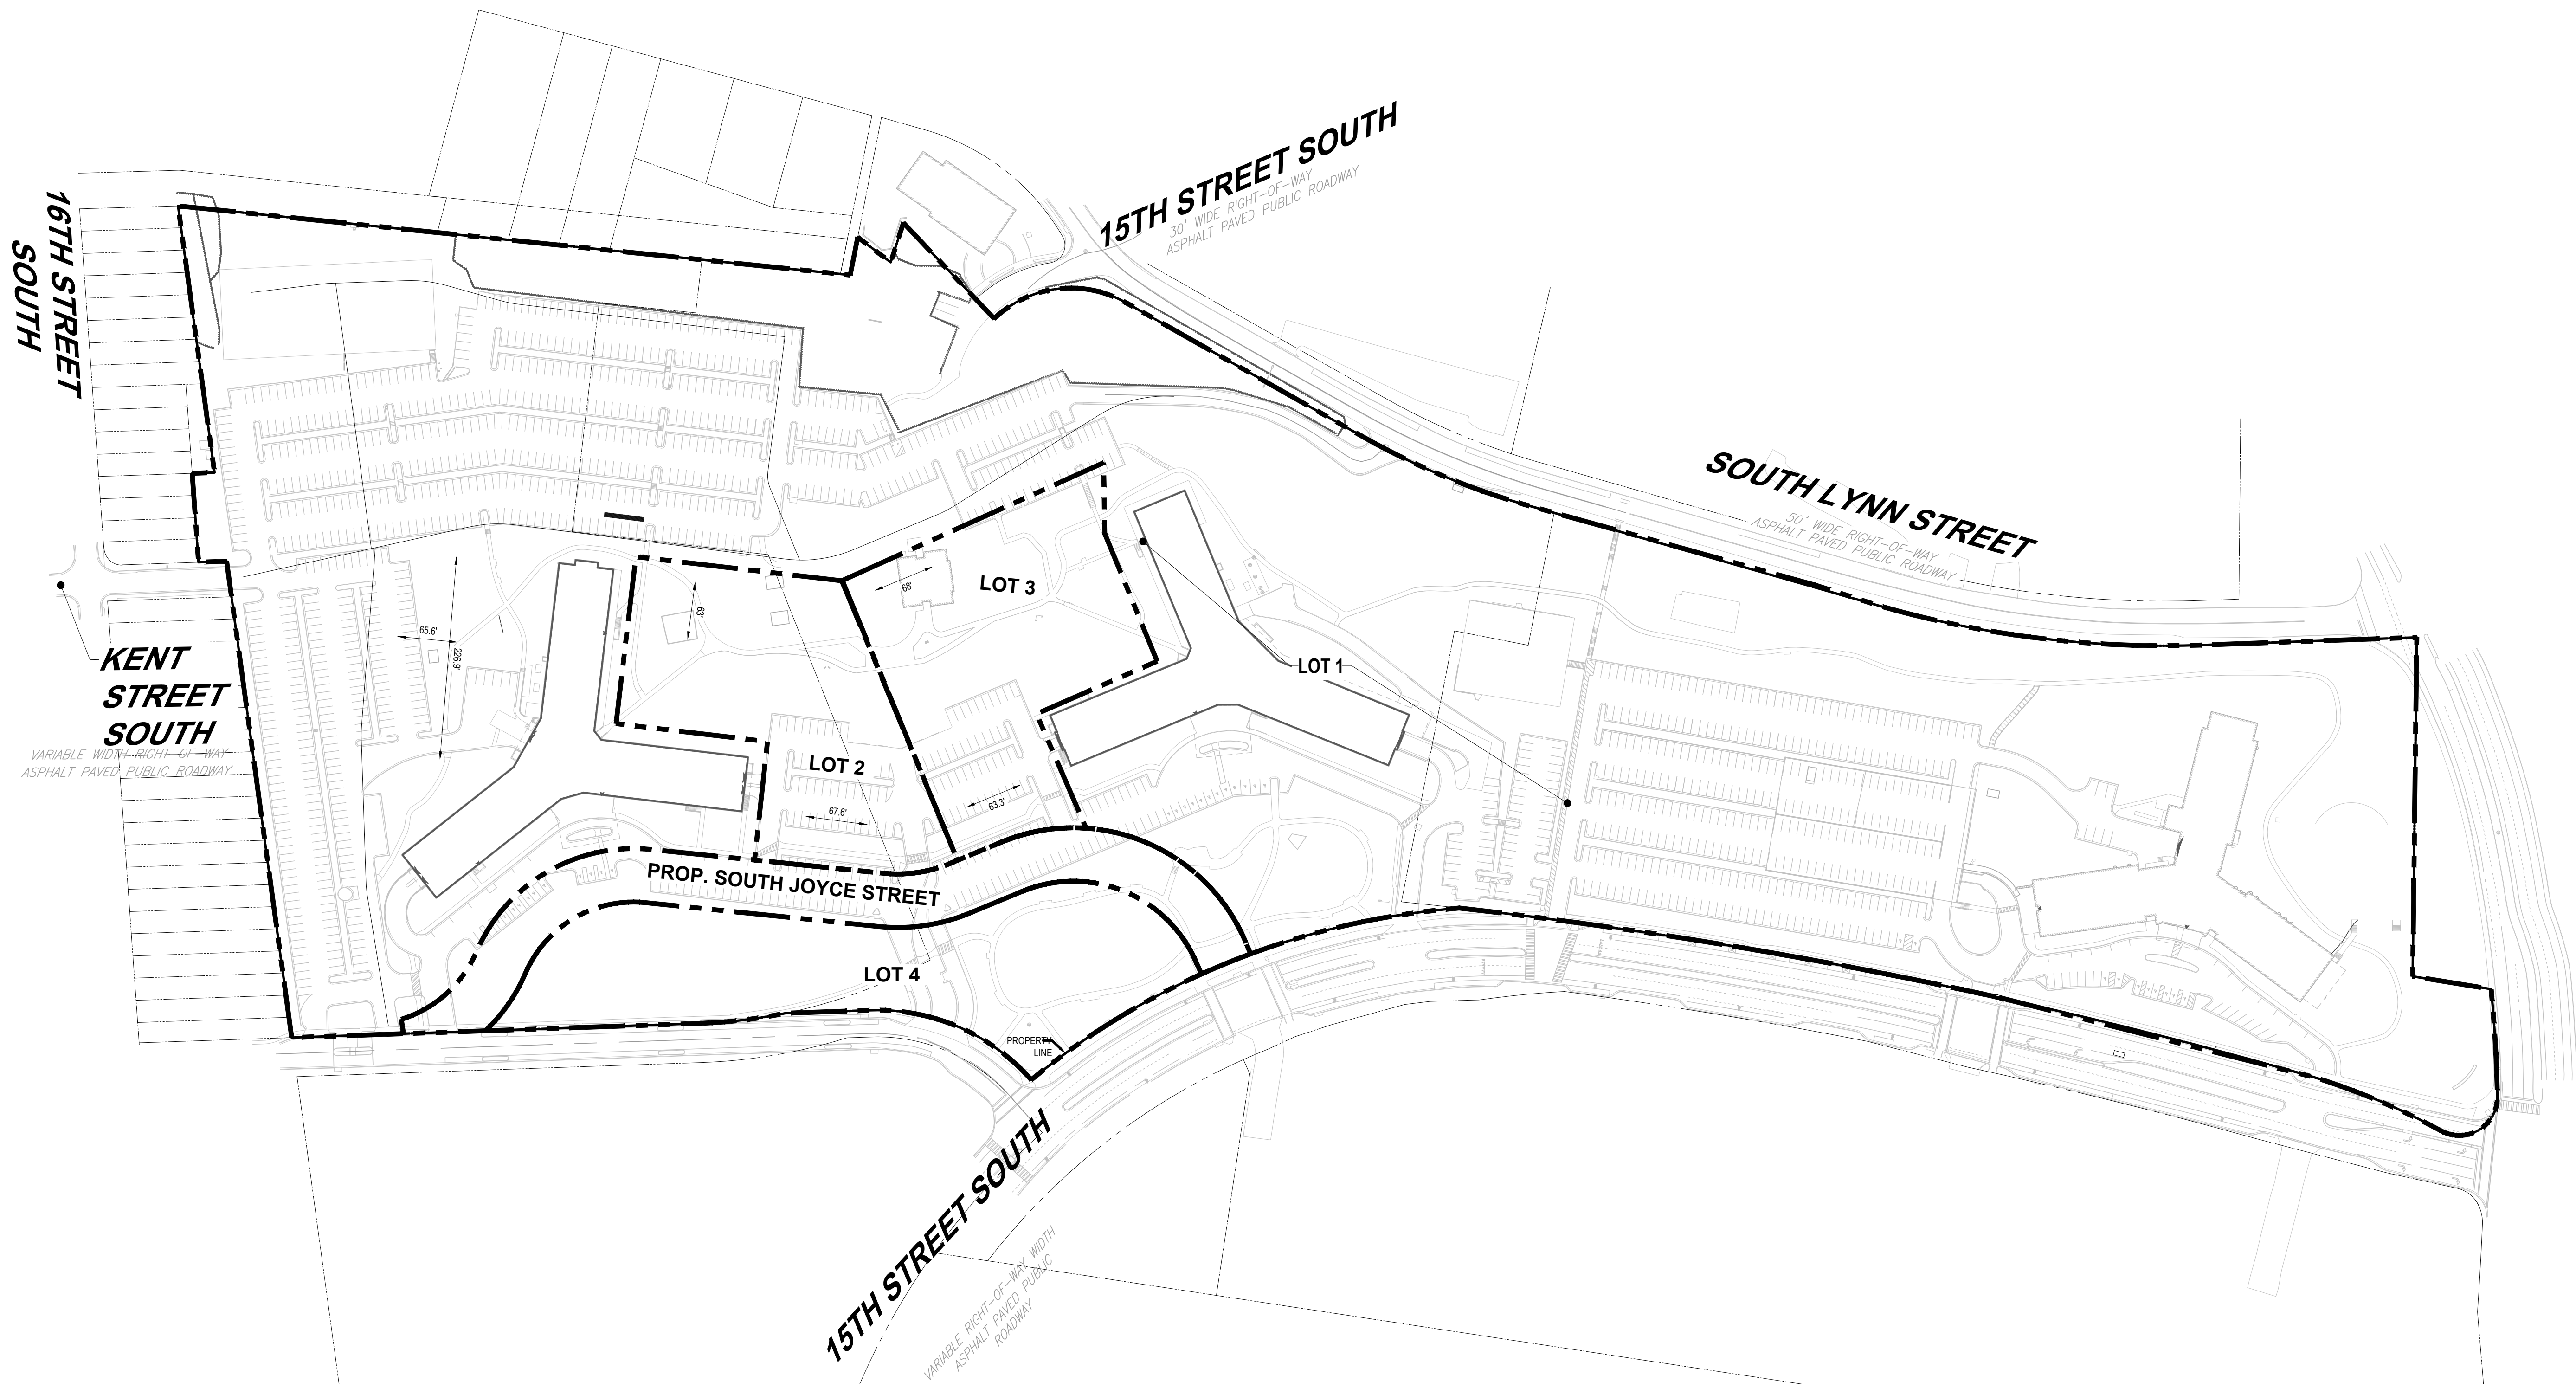 15TH STREET SOUTH
30' WIDE RIGHT-OF-WAY
ASPHALT PAVED PUBLIC ROADWAY
16TH STREET
SOUTH
SOUTH LYNN STREET
50' WIDE RIGHT-OF-WAY
ASPHALT PAVED PUBLIC ROADWAY
68'
LOT 3
63'
65.6'
226.9'
KENT
STREET
SOUTH
VARIABLE WIDTH RIGHT-OF-WAY
ASPHALT PAVED PUBLIC ROADWAY
LOT 1
LOT 2
67.6'
63.3'
PROP. SOUTH JOYCE STREET
LOT 4
PROPERTY
LINE
15TH STREET SOUTH
VARIABLE RIGHT-OF-WAY WIDTH
ASPHALT PAVED PUBLIC
ROADWAY